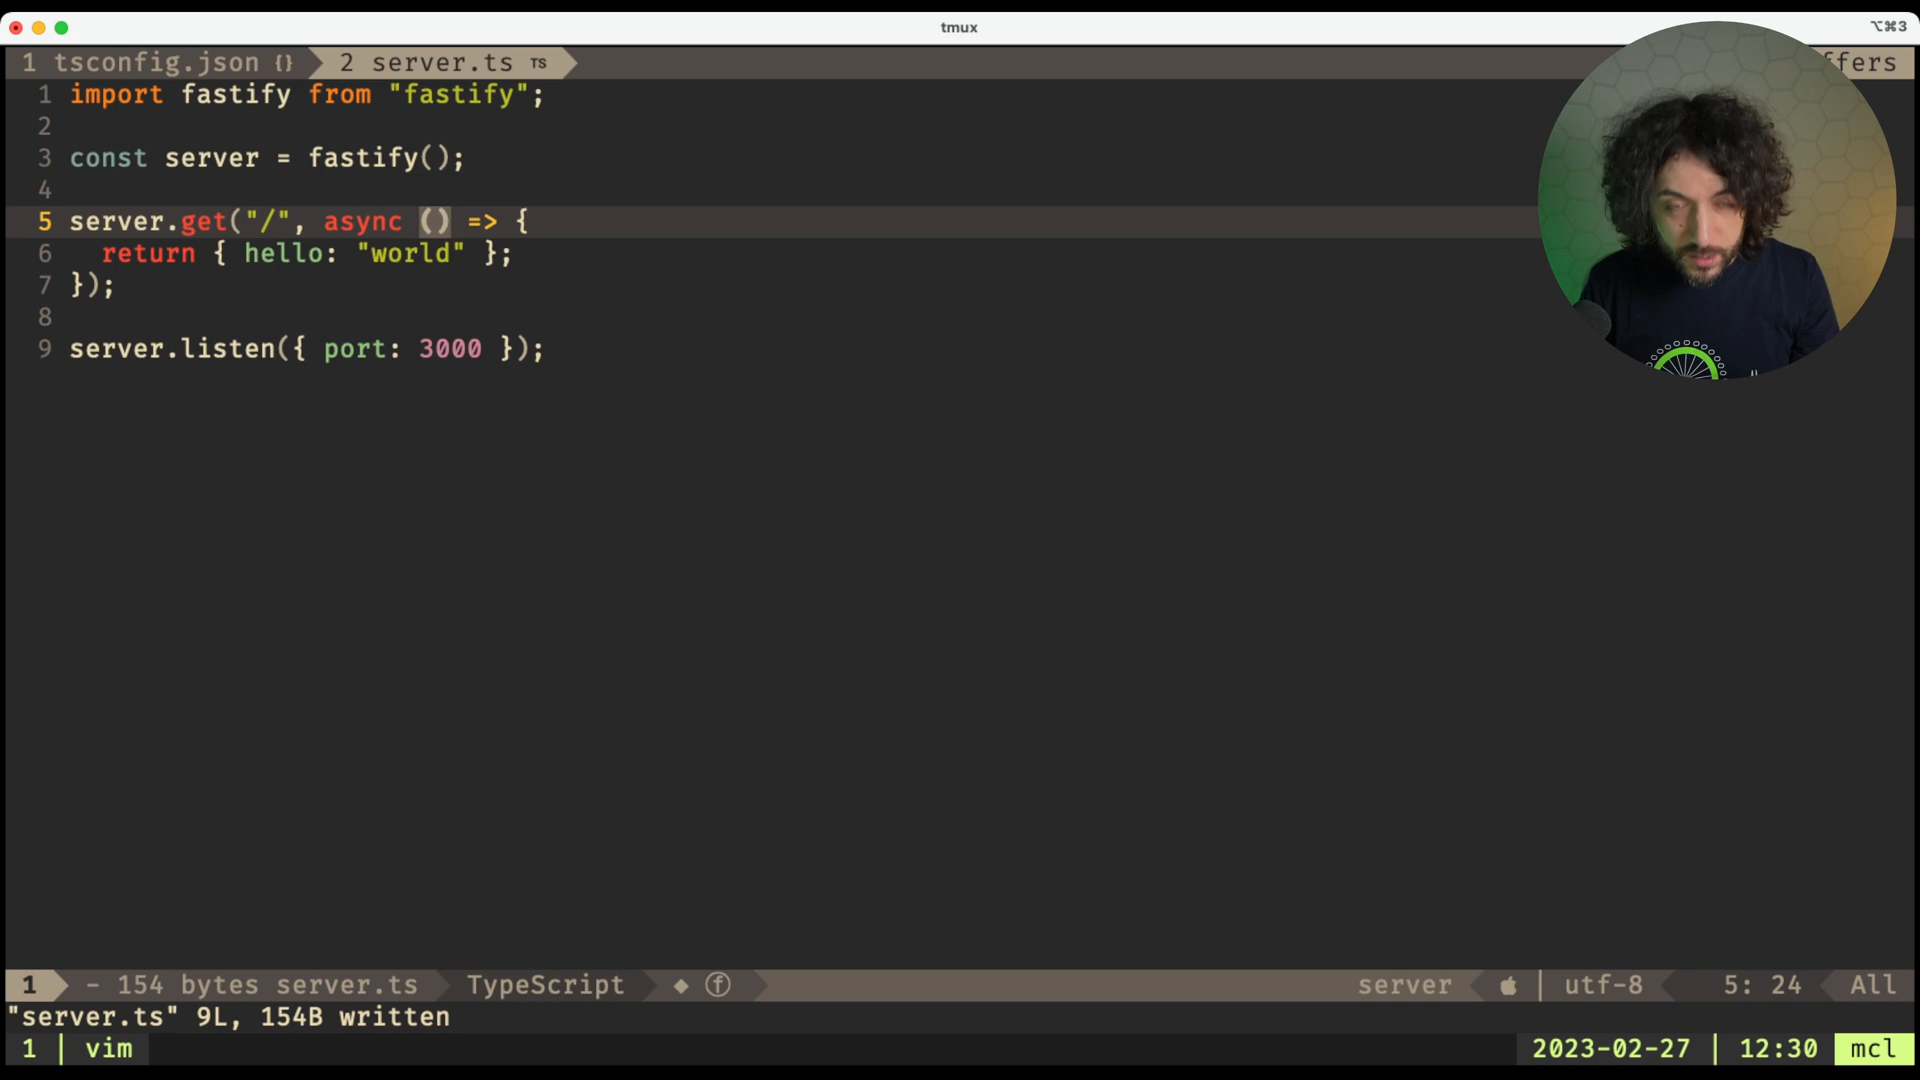 tmux
⌥⌘3
1 tsconfig.json {} 2 server.ts TS ffers
1 import fastify from "fastify";
2
3 const server = fastify();
4
5 server.get("/", async () => {
6 return { hello: "world" };
7 });
8
9 server.listen({ port: 3000 });
1 - 154 bytes server.ts TypeScript ◆ ⓕ server | utf-8 5: 24 All
"server.ts" 9L, 154B written
1 | vim 2023-02-27 | 12:30 mcl